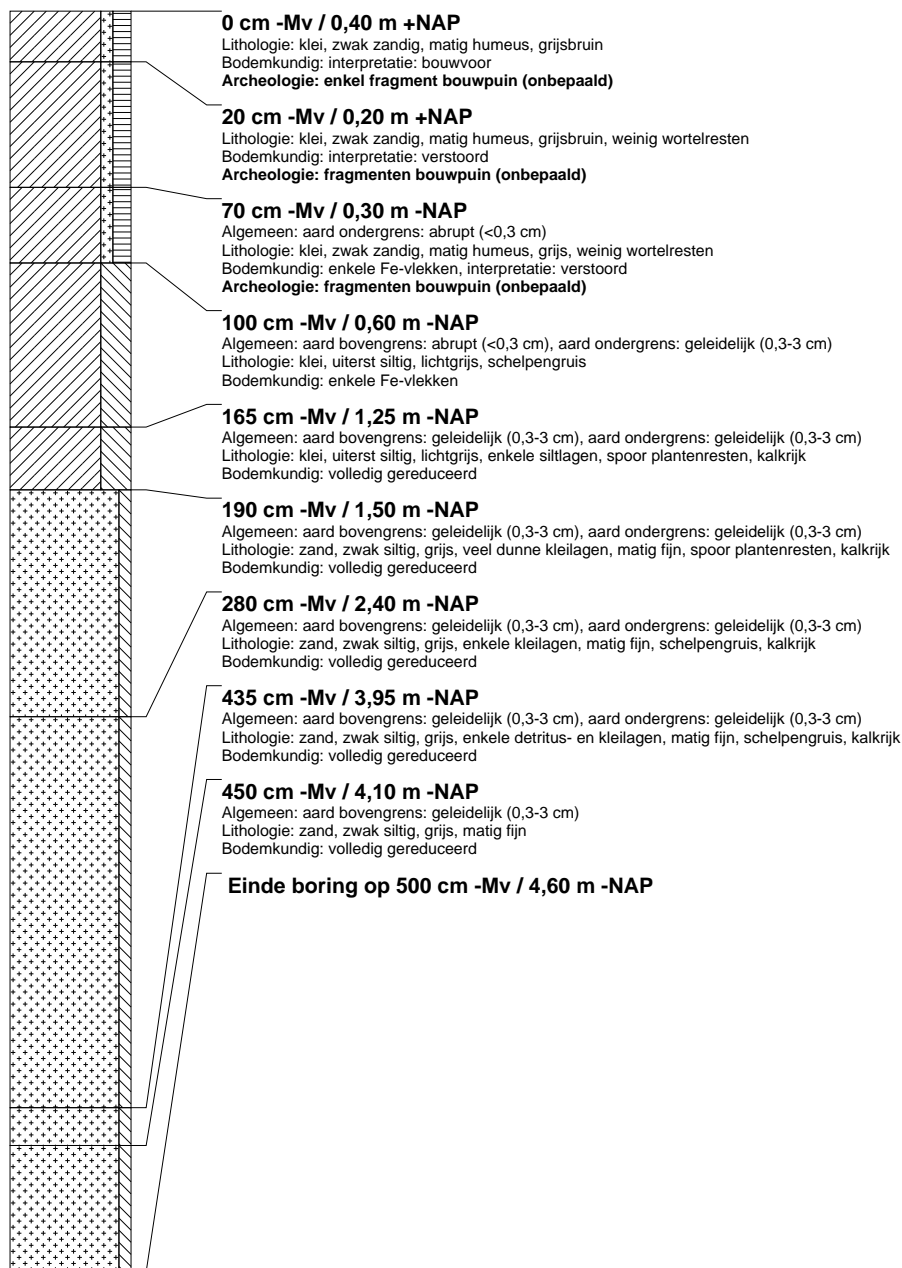 0 cm -Mv / 0,40 m +NAP
Lithologie: klei, zwak zandig, matig humeus, grijsbruin
Bodemkundig: interpretatie: bouwvoor
Archeologie: enkel fragment bouwpuin (onbepaald)
20 cm -Mv / 0,20 m +NAP
Lithologie: klei, zwak zandig, matig humeus, grijsbruin, weinig wortelresten
Bodemkundig: interpretatie: verstoord
Archeologie: fragmenten bouwpuin (onbepaald)
70 cm -Mv / 0,30 m -NAP
Algemeen: aard ondergrens: abrupt (<0,3 cm)
Lithologie: klei, zwak zandig, matig humeus, grijs, weinig wortelresten
Bodemkundig: enkele Fe-vlekken, interpretatie: verstoord
Archeologie: fragmenten bouwpuin (onbepaald)
100 cm -Mv / 0,60 m -NAP
Algemeen: aard bovengrens: abrupt (<0,3 cm), aard ondergrens: geleidelijk (0,3-3 cm)
Lithologie: klei, uiterst siltig, lichtgrijs, schelpengruis
Bodemkundig: enkele Fe-vlekken
165 cm -Mv / 1,25 m -NAP
Algemeen: aard bovengrens: geleidelijk (0,3-3 cm), aard ondergrens: geleidelijk (0,3-3 cm)
Lithologie: klei, uiterst siltig, lichtgrijs, enkele siltlagen, spoor plantenresten, kalkrijk
Bodemkundig: volledig gereduceerd
190 cm -Mv / 1,50 m -NAP
Algemeen: aard bovengrens: geleidelijk (0,3-3 cm), aard ondergrens: geleidelijk (0,3-3 cm)
Lithologie: zand, zwak siltig, grijs, veel dunne kleilagen, matig fijn, spoor plantenresten, kalkrijk
Bodemkundig: volledig gereduceerd
280 cm -Mv / 2,40 m -NAP
Algemeen: aard bovengrens: geleidelijk (0,3-3 cm), aard ondergrens: geleidelijk (0,3-3 cm)
Lithologie: zand, zwak siltig, grijs, enkele kleilagen, matig fijn, schelpengruis, kalkrijk
Bodemkundig: volledig gereduceerd
435 cm -Mv / 3,95 m -NAP
Algemeen: aard bovengrens: geleidelijk (0,3-3 cm), aard ondergrens: geleidelijk (0,3-3 cm)
Lithologie: zand, zwak siltig, grijs, enkele detritus- en kleilagen, matig fijn, schelpengruis, kalkrijk
Bodemkundig: volledig gereduceerd
450 cm -Mv / 4,10 m -NAP
Algemeen: aard bovengrens: geleidelijk (0,3-3 cm)
Lithologie: zand, zwak siltig, grijs, matig fijn
Bodemkundig: volledig gereduceerd
Einde boring op 500 cm -Mv / 4,60 m -NAP